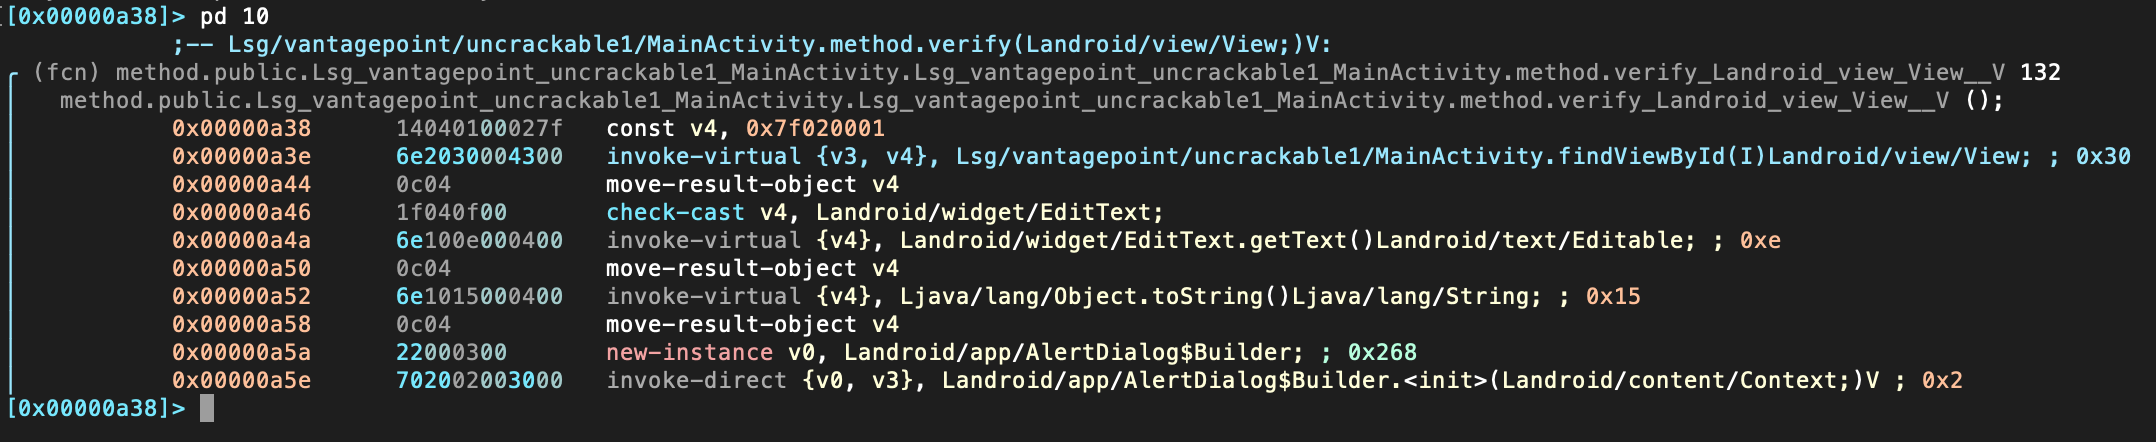 [[0x00000a38]> pd 10
;-- Lsg/vantagepoint/uncrackable1/MainActivity.method.verify(Landroid/view/View;)V:
(fcn) method.public.Lsg_vantagepoint_uncrackable1_MainActivity.Lsg_vantagepoint_uncrackable1_MainActivity.method.verify_Landroid_view_View__V 132
method.public.Lsg_vantagepoint_uncrackable1_MainActivity.Lsg_vantagepoint_uncrackable1_MainActivity.method.verify_Landroid_view_View__V ();
0x00000a38 14040100027f const v4, 0x7f020001
0x00000a3e 6e2030004300 invoke-virtual {v3, v4}, Lsg/vantagepoint/uncrackable1/MainActivity.findViewById(I)Landroid/view/View; ; 0x30
0x00000a44 0c04 move-result-object v4
0x00000a46 1f040f00 check-cast v4, Landroid/widget/EditText;
0x00000a4a 6e100e000400 invoke-virtual {v4}, Landroid/widget/EditText.getText()Landroid/text/Editable; ; 0xe
0x00000a50 0c04 move-result-object v4
0x00000a52 6e1015000400 invoke-virtual {v4}, Ljava/lang/Object.toString()Ljava/lang/String; ; 0x15
0x00000a58 0c04 move-result-object v4
0x00000a5a 22000300 new-instance v0, Landroid/app/AlertDialog$Builder; ; 0x268
0x00000a5e 702002003000 invoke-direct {v0, v3}, Landroid/app/AlertDialog$Builder.<init>(Landroid/content/Context;)V ; 0x2
[0x00000a38]>